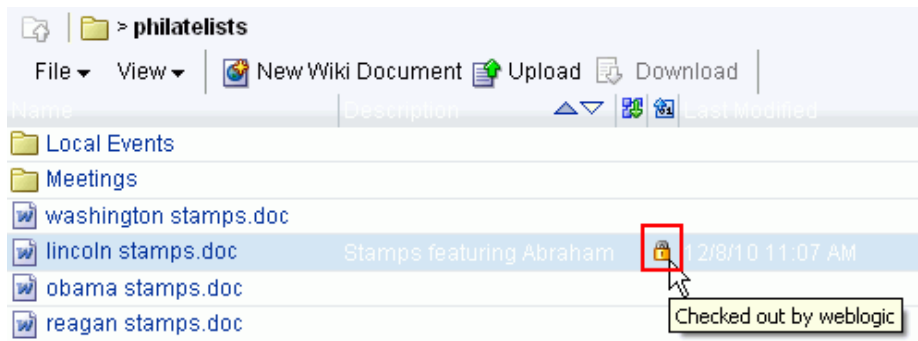 > philatelists
File View New Wiki Document Upload Download
Name Description Last Modified
Local Events
Meetings
washington stamps.doc
lincoln stamps.doc Stamps featuring Abraham 12/8/10 11:07 AM
obama stamps.doc
Checked out by weblogic
reagan stamps.doc